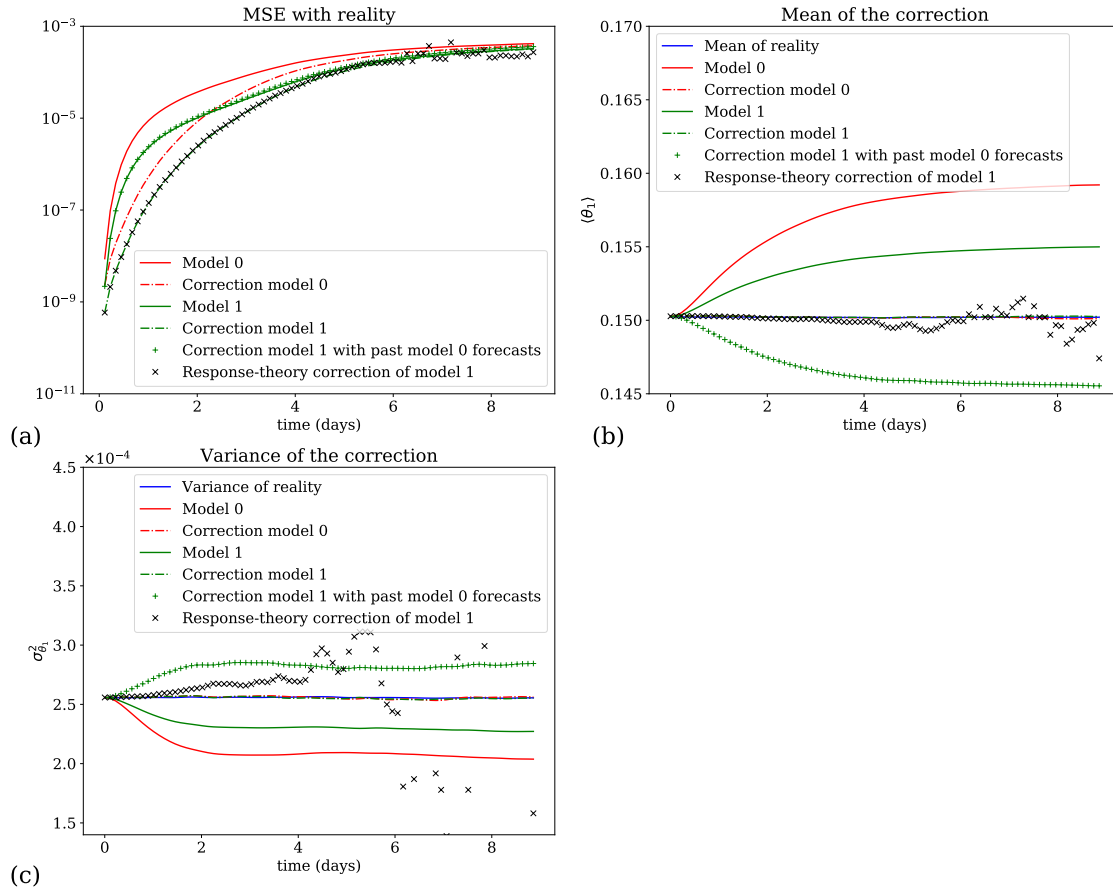 MSE with reality
10⁻³
10⁻⁵
10⁻⁷
10⁻⁹
10⁻¹¹
Model 0
Correction model 0
Model 1
Correction model 1
Correction model 1 with past model 0 forecasts
Response-theory correction of model 1
0 2 4 6 8
time (days)
(a)
Mean of the correction
0.170
0.165
0.160
0.155
0.150
0.145
⟨θ₁⟩
Mean of reality
Model 0
Correction model 0
Model 1
Correction model 1
Correction model 1 with past model 0 forecasts
Response-theory correction of model 1
0 2 4 6 8
time (days)
(b)
Variance of the correction
×10⁻⁴
4.5
4.0
3.5
3.0
2.5
2.0
1.5
σ²_θ₁
Variance of reality
Model 0
Correction model 0
Model 1
Correction model 1
Correction model 1 with past model 0 forecasts
Response-theory correction of model 1
0 2 4 6 8
time (days)
(c)